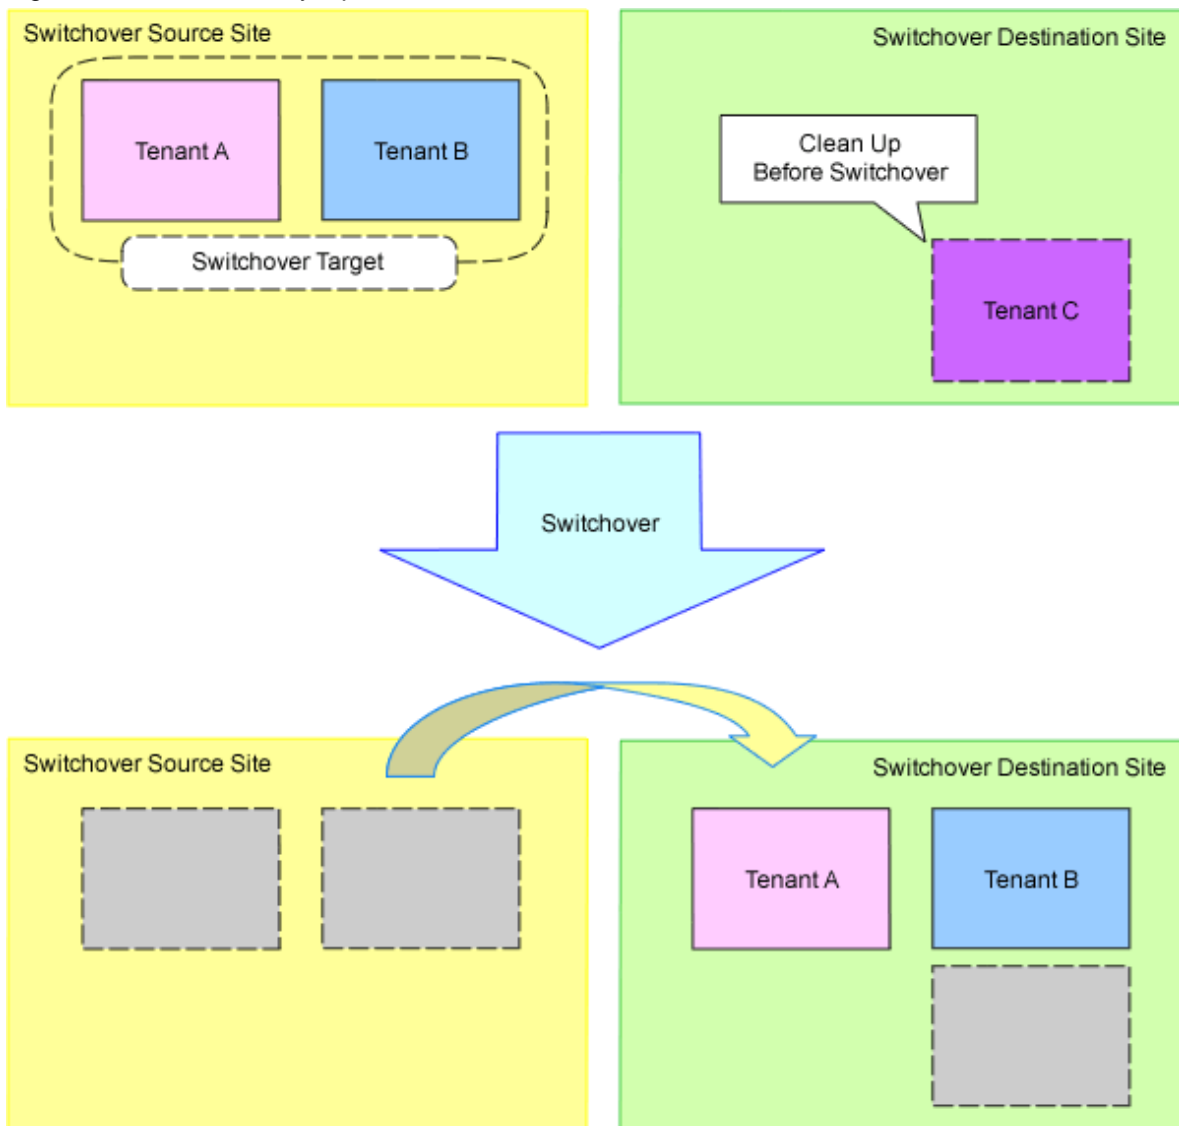 Switchover Source Site
Switchover Destination Site
Tenant A
Tenant B
Clean Up
Before Switchover
Switchover Target
Tenant C
Switchover
Switchover Source Site
Switchover Destination Site
Tenant A
Tenant B